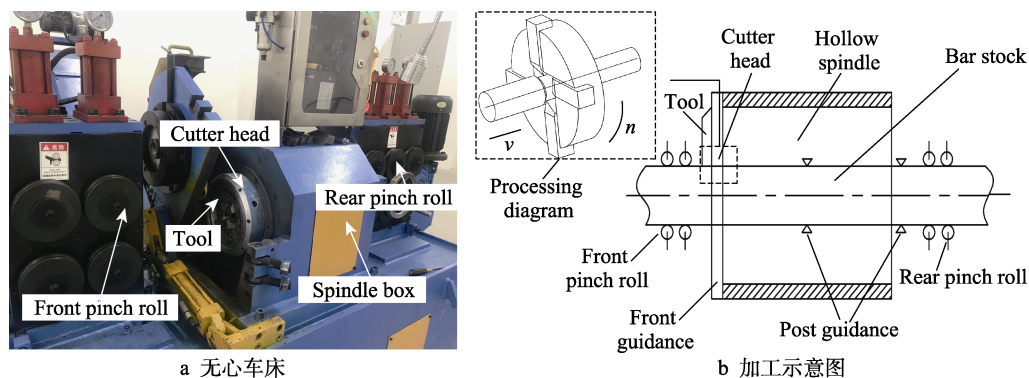 Cutter head
Tool
Rear pinch roll
Front pinch roll
Spindle box
a 无心车床
Cutter
head
Hollow
spindle
Bar stock
Tool
n
v
Processing
diagram
Front
pinch roll
Rear pinch roll
Front
guidance
Post guidance
b 加工示意图